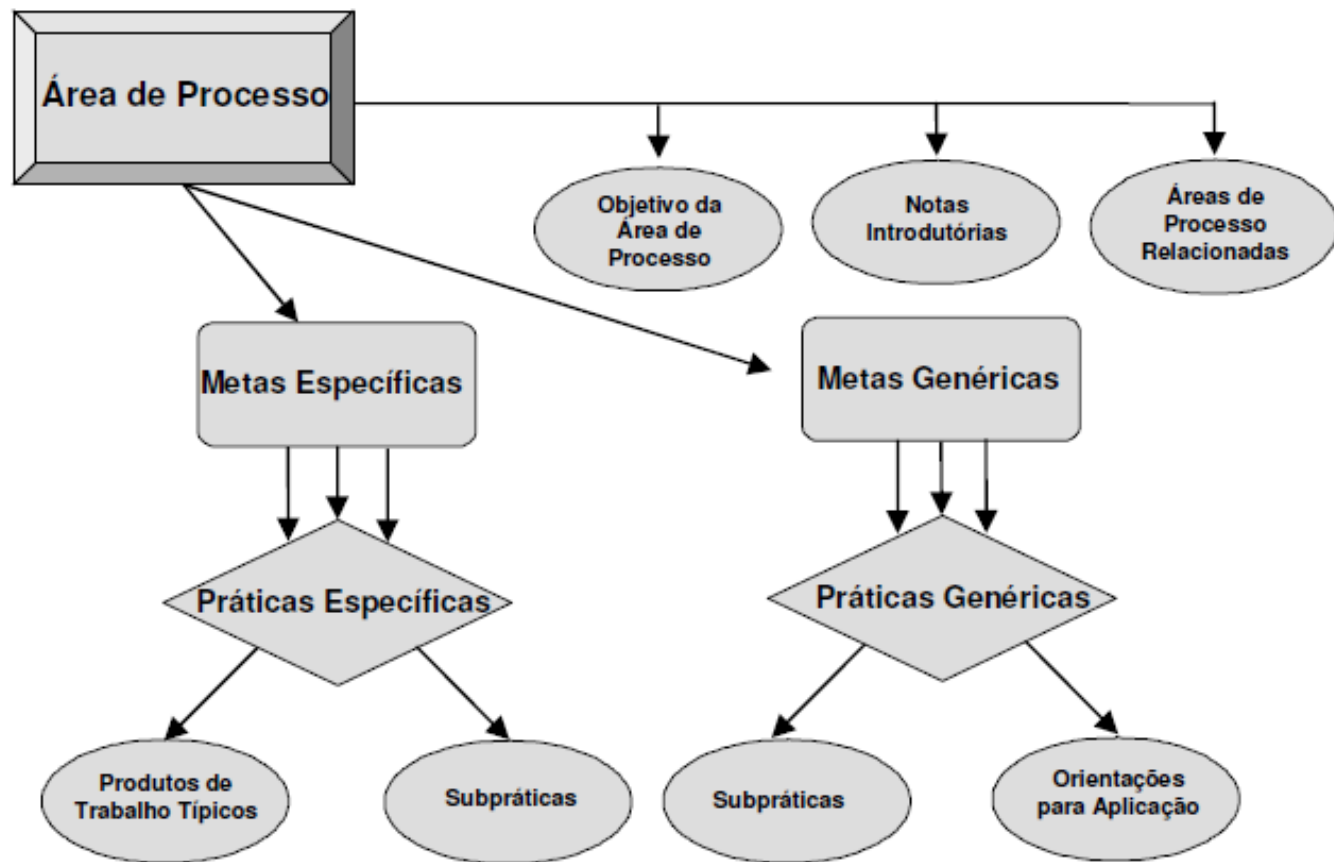 Área de Processo
Objetivo da
Área de
Processo
Notas
Introdutórias
Áreas de
Processo
Relacionadas
Metas Específicas
Metas Genéricas
Práticas Específicas
Práticas Genéricas
Produtos de
Trabalho Típicos
Subpráticas
Subpráticas
Orientações
para Aplicação